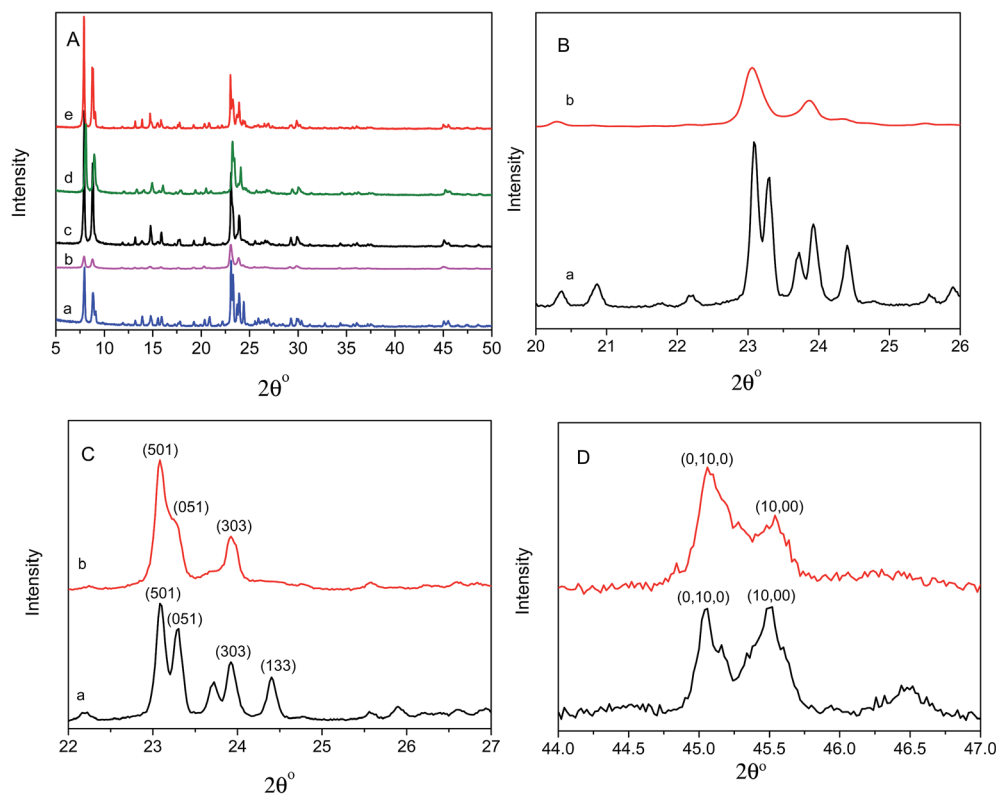 A
e
d
c
b
a
Intensity
5 10 15 20 25 30 35 40 45 50
2θ°
B
b
a
Intensity
20 21 22 23 24 25 26
2θ°
C
(501)
(051)
(303)
b
(501)
(051)
(303)
(133)
a
Intensity
22 23 24 25 26 27
2θ°
D
(0,10,0)
(10,00)
b
(0,10,0)
(10,00)
a
Intensity
44.0 44.5 45.0 45.5 46.0 46.5 47.0
2θ°